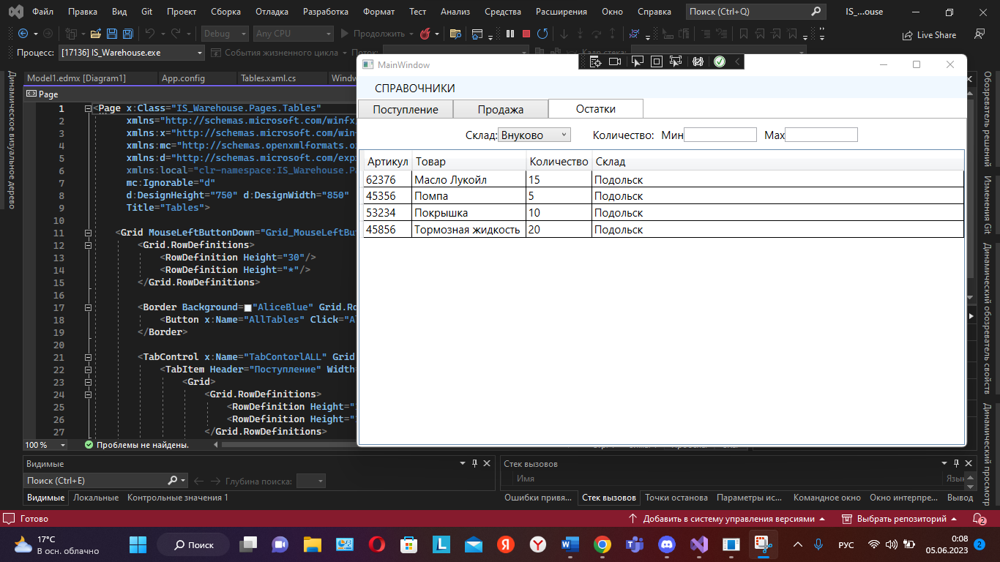 Файл Правка Вид Git Проект Сборка Отладка Разработка Формат Тест Анализ Средства Расширения Окно Справка Поиск (Ctrl+Q) IS_...ouse
Debug Any CPU Продолжить Live Share
Процесс: [17136] IS_Warehouse.exe События жизненного цикла Поток:
Model1.edmx [Diagram1] App.config Tables.xaml.cs
Page
1 <Page x:Class="IS_Warehouse.Pages.Tables"
2 xmlns="http://schemas.microsoft.com/winfx
3 xmlns:x="http://schemas.microsoft.com/win
4 xmlns:mc="http://schemas.openxmlformats.o
5 xmlns:d="http://schemas.microsoft.com/exp
6 xmlns:local="clr-namespace:IS_Warehouse.Pa
7 mc:Ignorable="d"
8 d:DesignHeight="750" d:DesignWidth="850"
9 Title="Tables">
10
11 <Grid MouseLeftButtonDown="Grid_MouseLeftBut
12 <Grid.RowDefinitions>
13 <RowDefinition Height="30"/>
14 <RowDefinition Height="*"/>
15 </Grid.RowDefinitions>
16
17 <Border Background="AliceBlue" Grid.Ro
18 <Button x:Name="AllTables" Click="Al
19 </Border>
20
21 <TabControl x:Name="TabContorlALL" Grid
22 <TabItem Header="Поступление" Width=
23 <Grid>
24 <Grid.RowDefinitions>
25 <RowDefinition Height="
26 <RowDefinition Height="
27 </Grid.RowDefinitions>
100 % Проблемы не найдены.
MainWindow
СПРАВОЧНИКИ
Поступление Продажа Остатки
Склад: Внуково Количество: Мин Мах
Артикул Товар Количество Склад
62376 Масло Лукойл 15 Подольск
45356 Помпа 5 Подольск
53234 Покрышка 10 Подольск
45856 Тормозная жидкость 20 Подольск
Динамическое визуальное дерево
Обозреватель решений
Изменения Git
Динамический обозреватель свойств
Динамический просмотр
Видимые
Поиск (Ctrl+E) Глубина поиска:
Видимые Локальные Контрольные значения 1
Стек вызовов
Имя Язык
Ошибки привя... Стек вызовов Точки останова Параметры ис... Командное окно Окно интерпре... Вывод
Готово Добавить в систему управления версиями Выбрать репозиторий 2
17°C
В осн. облачно
Поиск
РУС
0:08
05.06.2023
2